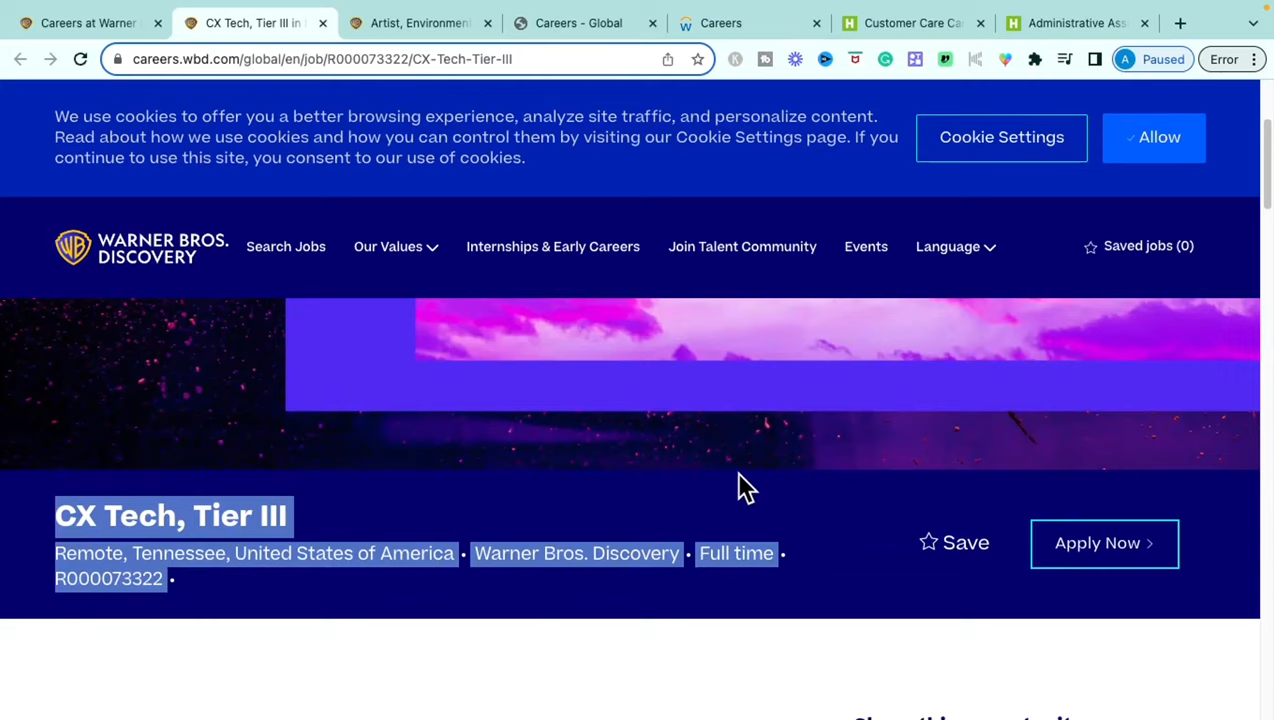 Careers at Warner
CX Tech, Tier III in
Artist, Environment
Careers - Global
Careers
Customer Care Ca
Administrative Ass
careers.wbd.com/global/en/job/R000073322/CX-Tech-Tier-III
A Paused
Error
We use cookies to offer you a better browsing experience, analyze site traffic, and personalize content.
Read about how we use cookies and how you can control them by visiting our Cookie Settings page. If you
continue to use this site, you consent to our use of cookies.
Cookie Settings
Allow
WARNER BROS.
DISCOVERY
Search Jobs
Our Values
Internships & Early Careers
Join Talent Community
Events
Language
Saved jobs (0)
CX Tech, Tier III
Remote, Tennessee, United States of America • Warner Bros. Discovery • Full time •
R000073322 •
Save
Apply Now